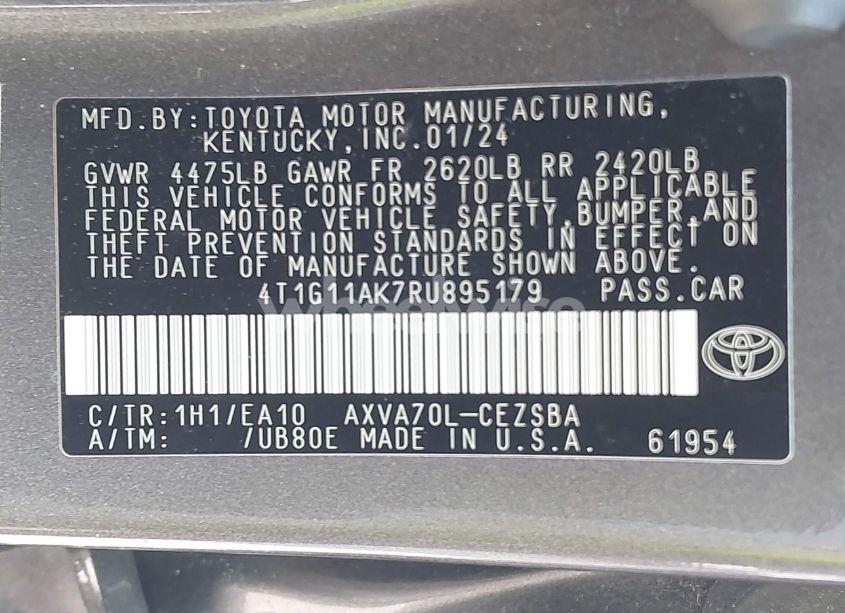 MFD.BY:TOYOTA MOTOR MANUFACTURING,
KENTUCKY,INC.01/24
GVWR 4475LB GAWR FR 2620LB RR 2420LB
THIS VEHICLE CONFORMS TO ALL APPLICABLE
FEDERAL MOTOR VEHICLE SAFETY,BUMPER,AND
THEFT PREVENTION STANDARDS IN EFFECT ON
THE DATE OF MANUFACTURE SHOWN ABOVE.
4T1G11AK7RU895179 PASS.CAR
Wheelwise
C/TR:1H1/EA10 AXVA70L-CEZSBA
A/TM: /UB80E MADE IN U.S.A. 61954